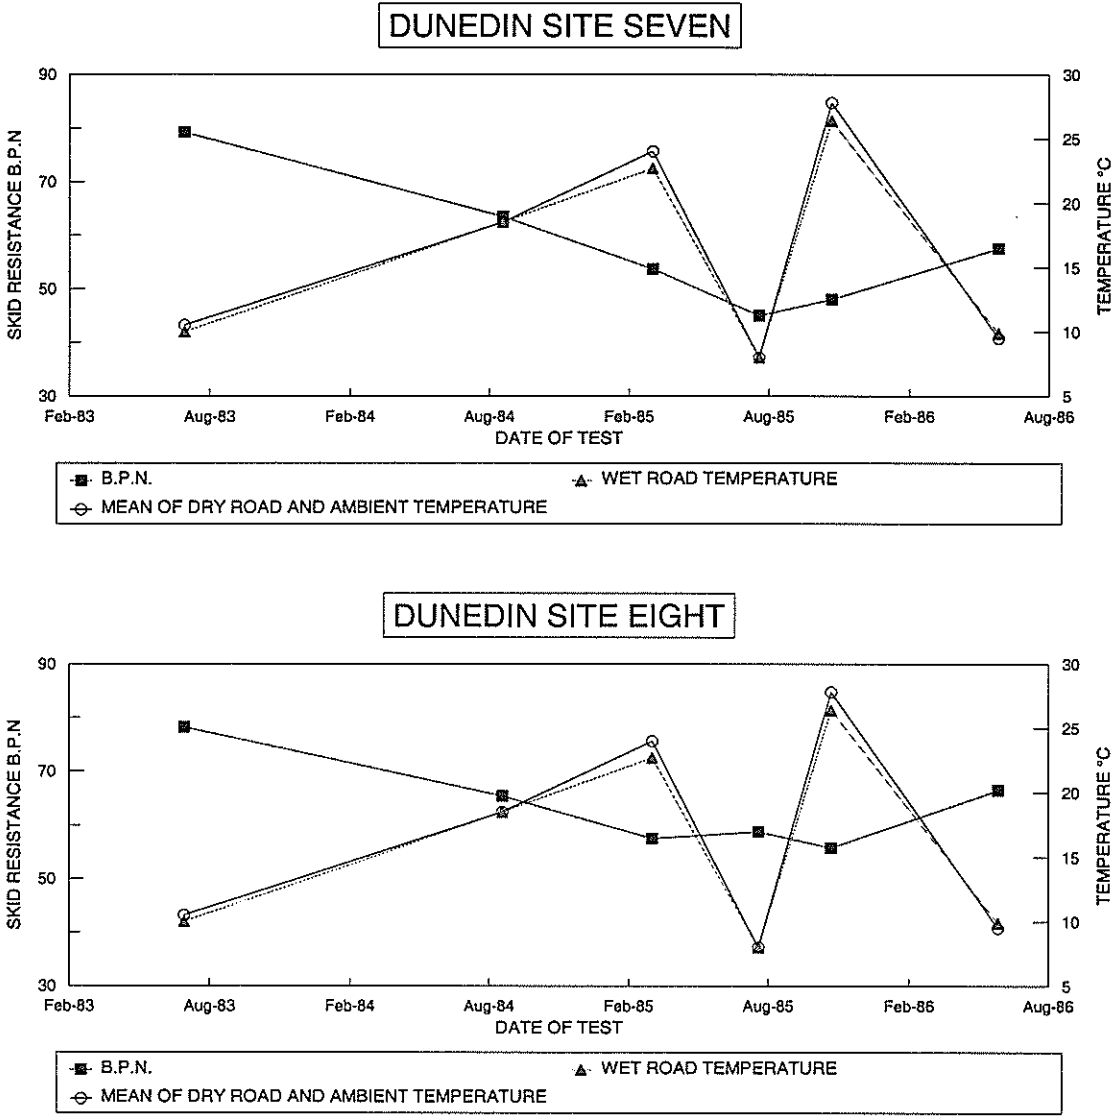 DUNEDIN SITE SEVEN
90
70
50
30
SKID RESISTANCE B.P.N
30
25
20
15
10
5
TEMPERATURE °C
Feb-83 Aug-83 Feb-84 Aug-84 Feb-85 Aug-85 Feb-86 Aug-86
DATE OF TEST
B.P.N. WET ROAD TEMPERATURE
MEAN OF DRY ROAD AND AMBIENT TEMPERATURE
DUNEDIN SITE EIGHT
90
70
50
30
SKID RESISTANCE B.P.N
30
25
20
15
10
5
TEMPERATURE °C
Feb-83 Aug-83 Feb-84 Aug-84 Feb-85 Aug-85 Feb-86 Aug-86
DATE OF TEST
B.P.N. WET ROAD TEMPERATURE
MEAN OF DRY ROAD AND AMBIENT TEMPERATURE